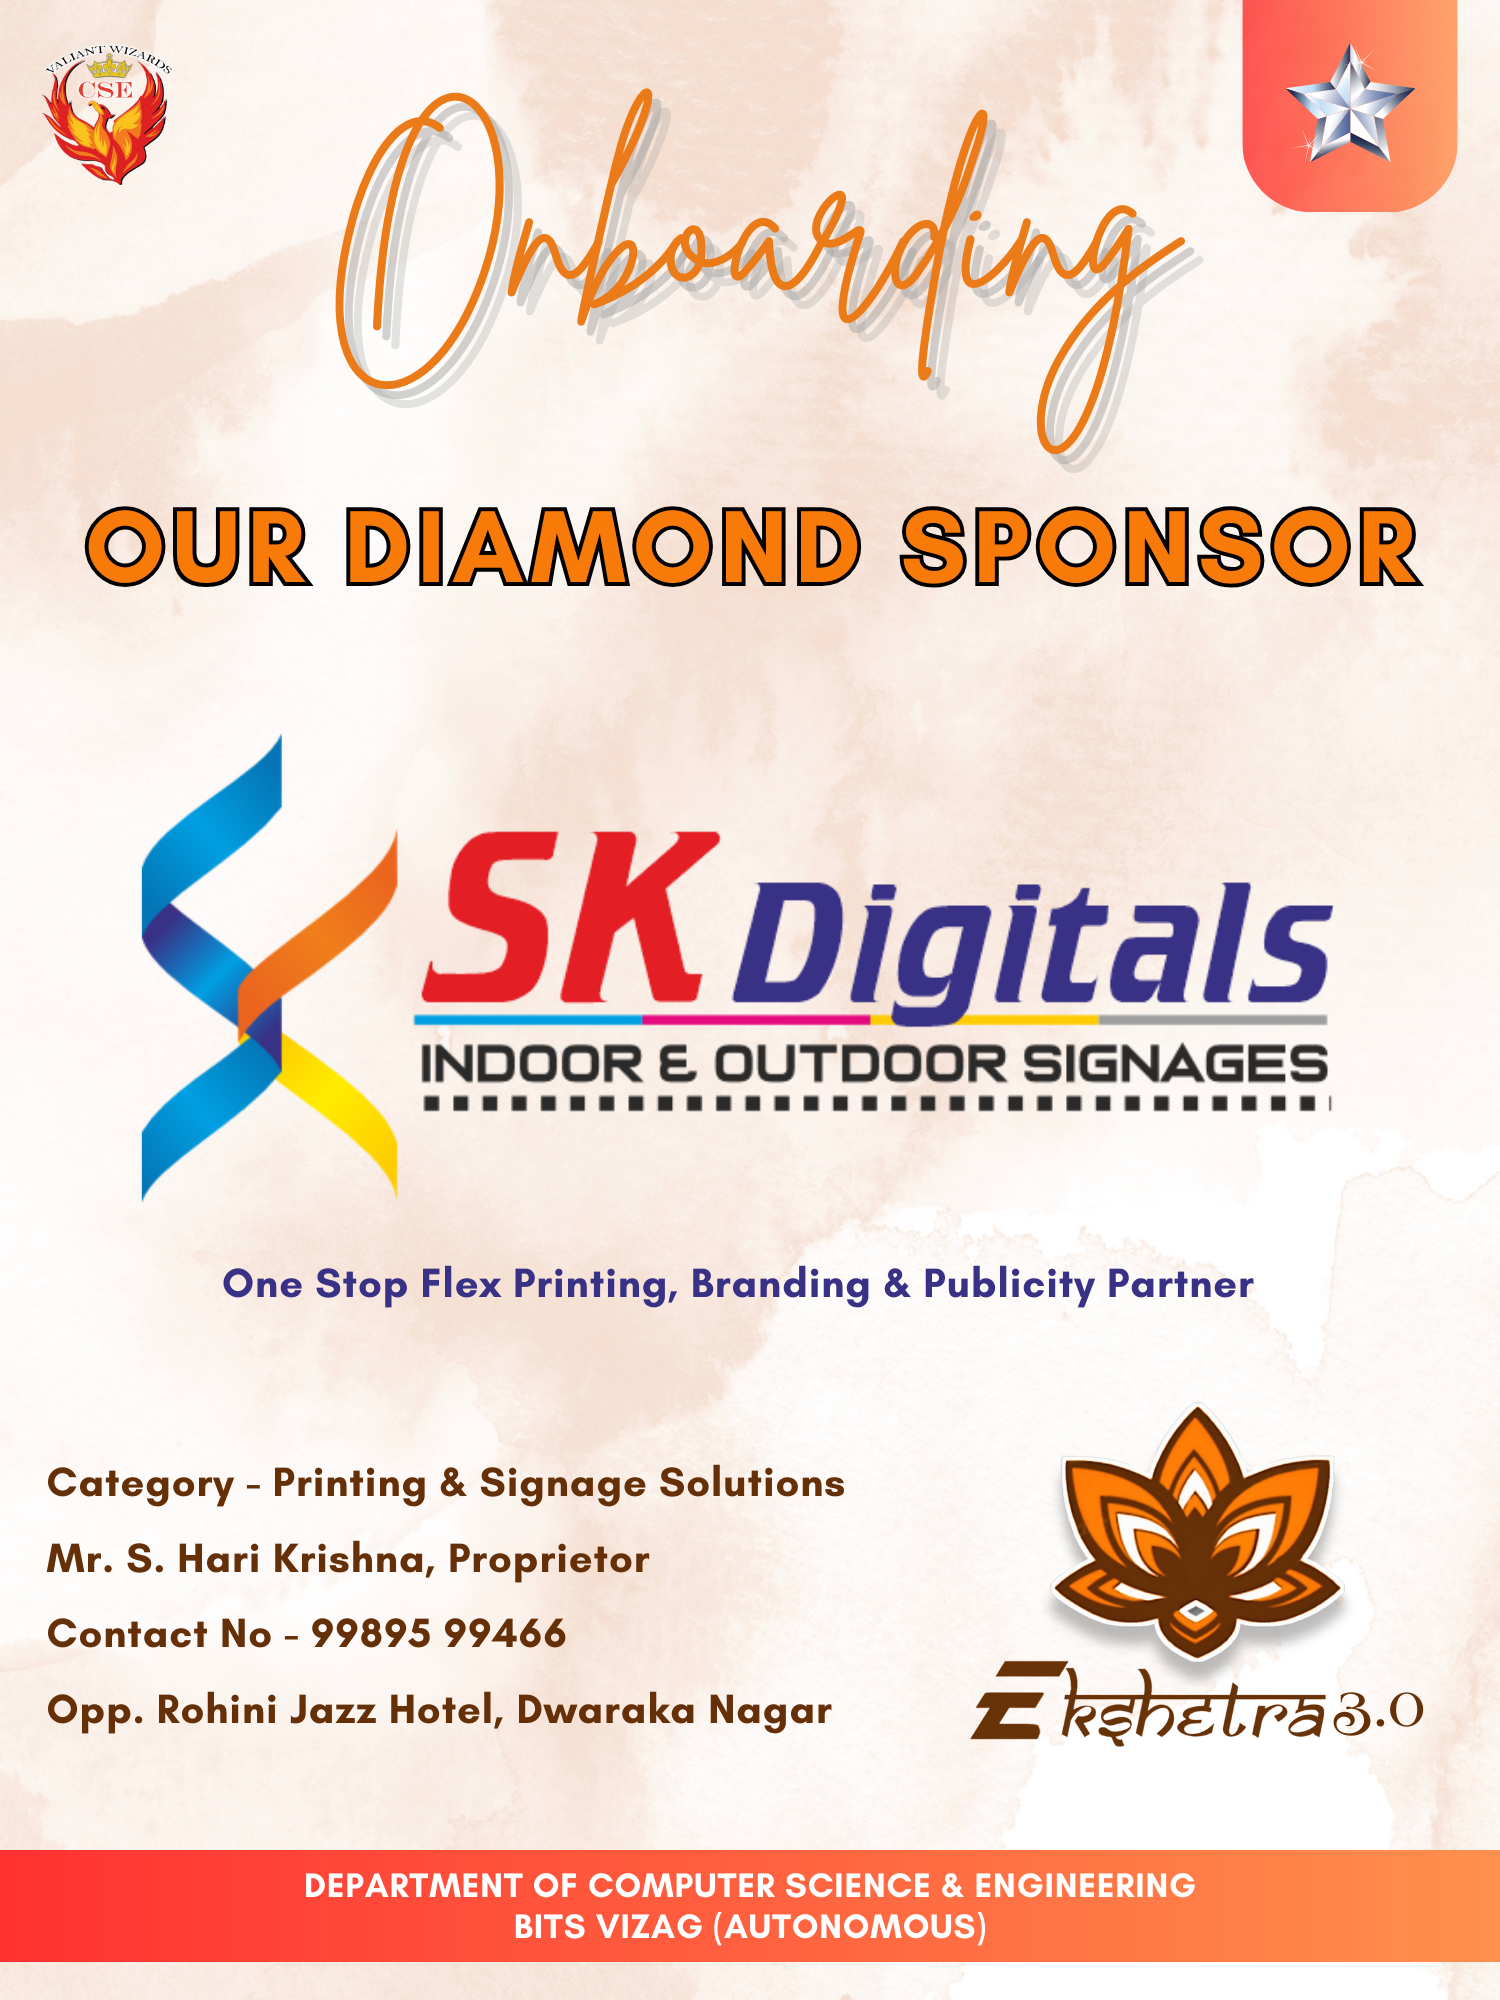 VALIANT WIZARDS
CSE
Onboarding
OUR DIAMOND SPONSOR
SK Digitals
INDOOR & OUTDOOR SIGNAGES
One Stop Flex Printing, Branding & Publicity Partner
Category - Printing & Signage Solutions
Mr. S. Hari Krishna, Proprietor
Contact No - 99895 99466
Opp. Rohini Jazz Hotel, Dwaraka Nagar
Ekshetra 3.0
DEPARTMENT OF COMPUTER SCIENCE & ENGINEERING
BITS VIZAG (AUTONOMOUS)